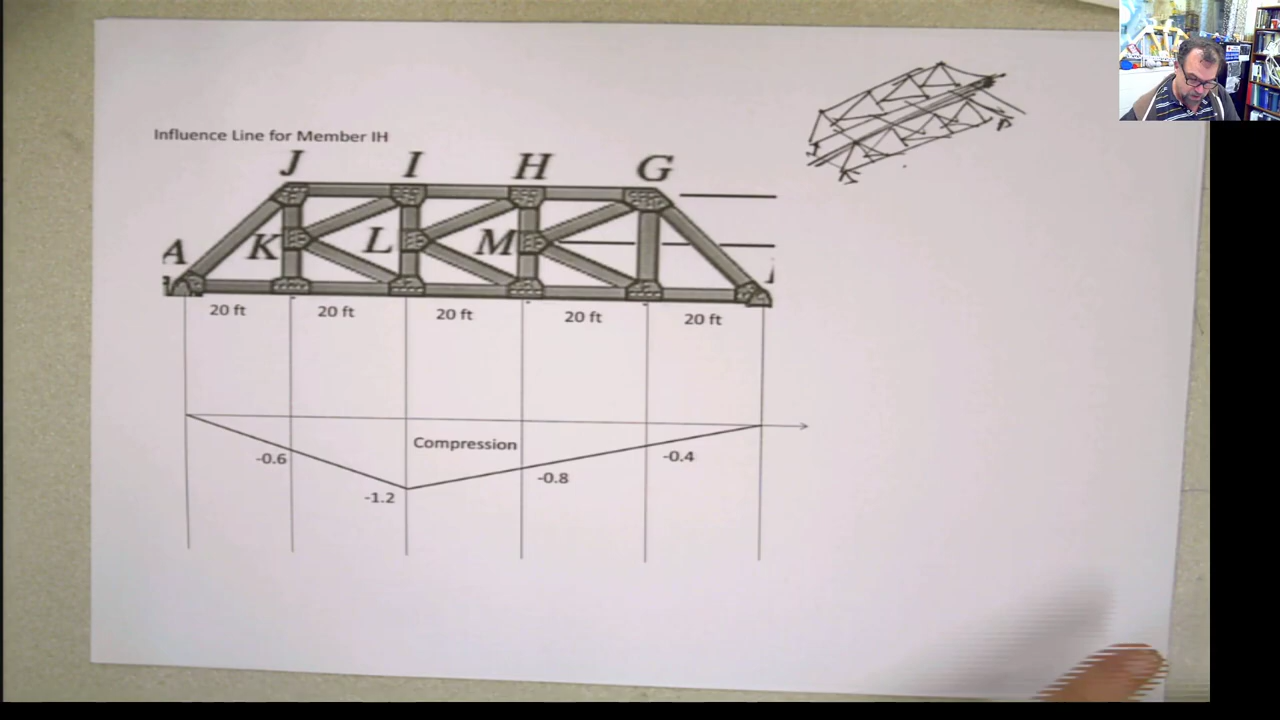 Influence Line for Member IH
J I H G
A K L M
20 ft 20 ft 20 ft 20 ft 20 ft
Compression
-0.6 -0.4
-1.2 -0.8